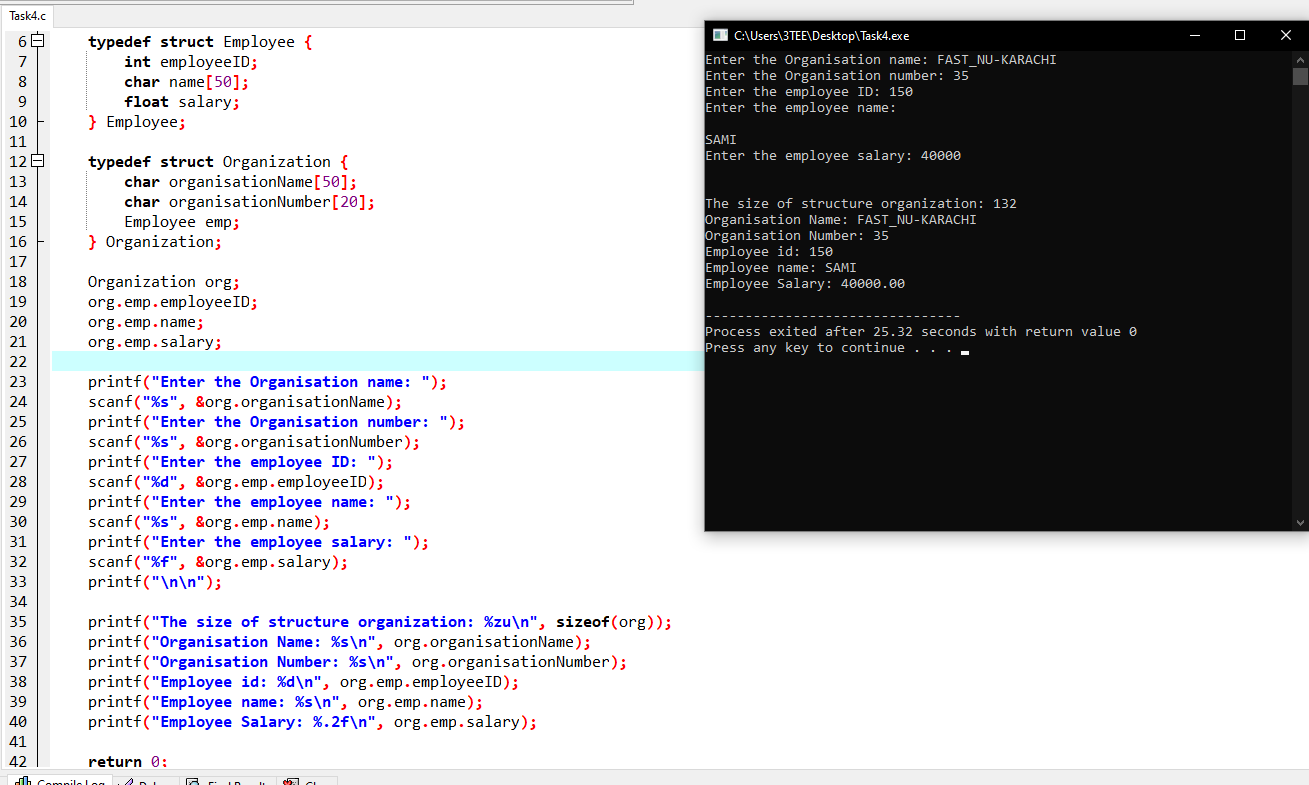 Task4.c
6 typedef struct Employee {
7 int employeeID;
8 char name[50];
9 float salary;
10 } Employee;
11
12 typedef struct Organization {
13 char organisationName[50];
14 char organisationNumber[20];
15 Employee emp;
16 } Organization;
17
18 Organization org;
19 org.emp.employeeID;
20 org.emp.name;
21 org.emp.salary;
22
23 printf("Enter the Organisation name: ");
24 scanf("%s", &org.organisationName);
25 printf("Enter the Organisation number: ");
26 scanf("%s", &org.organisationNumber);
27 printf("Enter the employee ID: ");
28 scanf("%d", &org.emp.employeeID);
29 printf("Enter the employee name: ");
30 scanf("%s", &org.emp.name);
31 printf("Enter the employee salary: ");
32 scanf("%f", &org.emp.salary);
33 printf("\n\n");
34
35 printf("The size of structure organization: %zu\n", sizeof(org));
36 printf("Organisation Name: %s\n", org.organisationName);
37 printf("Organisation Number: %s\n", org.organisationNumber);
38 printf("Employee id: %d\n", org.emp.employeeID);
39 printf("Employee name: %s\n", org.emp.name);
40 printf("Employee Salary: %.2f\n", org.emp.salary);
41
42 return 0;
C:\Users\3TEE\Desktop\Task4.exe
Enter the Organisation name: FAST_NU-KARACHI
Enter the Organisation number: 35
Enter the employee ID: 150
Enter the employee name:
SAMI
Enter the employee salary: 40000
The size of structure organization: 132
Organisation Name: FAST_NU-KARACHI
Organisation Number: 35
Employee id: 150
Employee name: SAMI
Employee Salary: 40000.00
--------------------------------
Process exited after 25.32 seconds with return value 0
Press any key to continue . . .
Compile Log